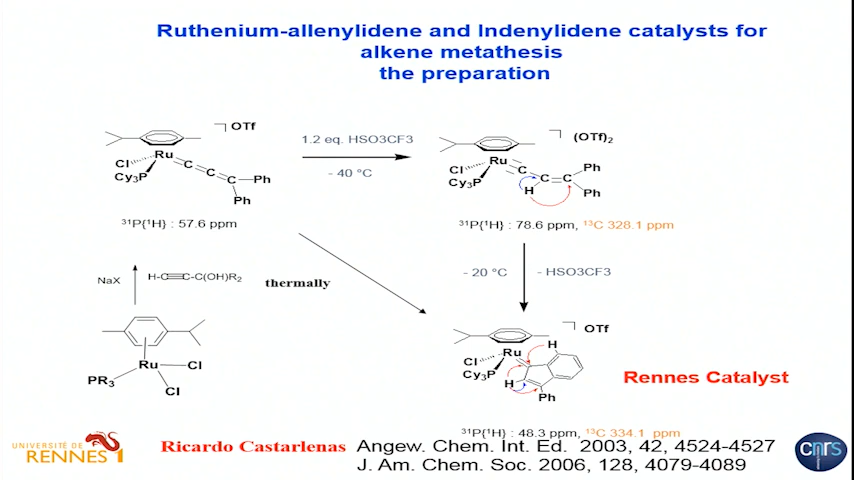 Ruthenium-allenylidene and Indenylidene catalysts for
alkene metathesis
the preparation
OTf
Ru
Cl
Cy3P
C
C
C
Ph
Ph
1.2 eq. HSO3CF3
- 40 °C
(OTf)2
Ru
Cl
Cy3P
C
C
C
H
Ph
Ph
31P{1H} : 57.6 ppm
31P{1H} : 78.6 ppm, 13C 328.1 ppm
NaX
H-C≡C-C(OH)R2
thermally
- 20 °C
- HSO3CF3
Ru
PR3
Cl
Cl
OTf
Ru
H
Cl
Cy3P
H
Ph
Rennes Catalyst
31P{1H} : 48.3 ppm, 13C 334.1 ppm
UNIVERSITÉ DE
RENNES 1
Ricardo Castarlenas Angew. Chem. Int. Ed. 2003, 42, 4524-4527
J. Am. Chem. Soc. 2006, 128, 4079-4089
cnrs